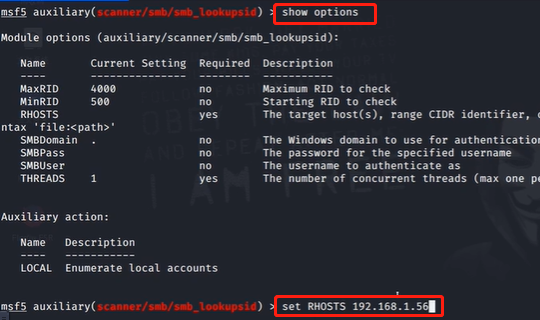 msf5 auxiliary(scanner/smb/smb_lookupsid) > show options
Module options (auxiliary/scanner/smb/smb_lookupsid):
Name Current Setting Required Description
---- --------------- -------- -----------
MaxRID 4000 no Maximum RID to check
MinRID 500 no Starting RID to check
RHOSTS yes The target host(s), range CIDR identifier,
ntax 'file:<path>'
SMBDomain . no The Windows domain to use for authentication
SMBPass no The password for the specified username
SMBUser no The username to authenticate as
THREADS 1 yes The number of concurrent threads (max one pe
Auxiliary action:
Name Description
---- -----------
LOCAL Enumerate local accounts
msf5 auxiliary(scanner/smb/smb_lookupsid) > set RHOSTS 192.168.1.56